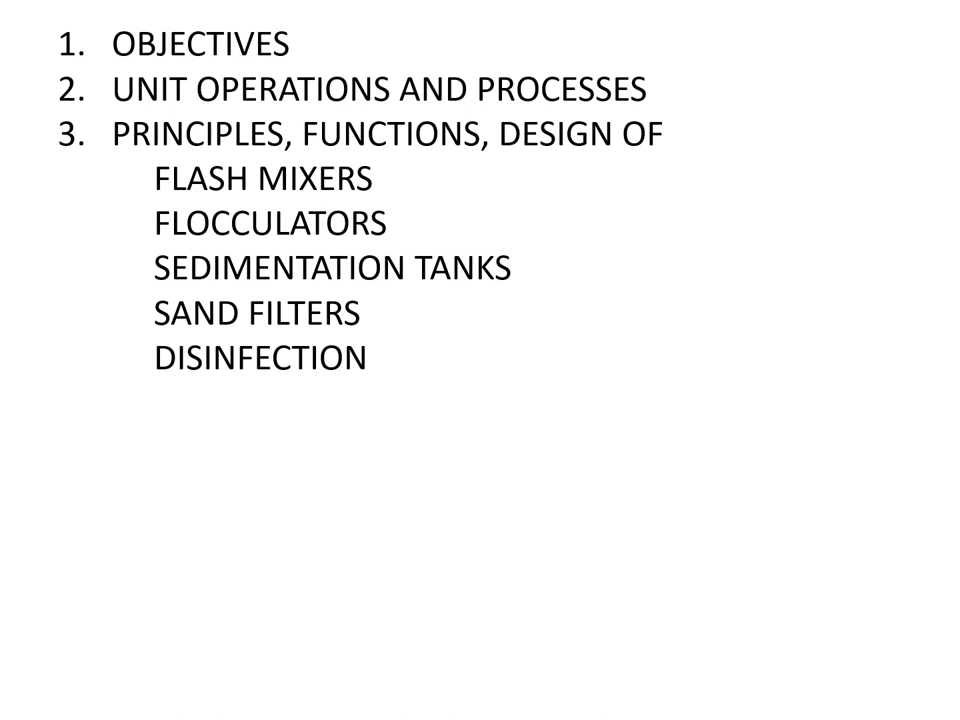 1. OBJECTIVES
2. UNIT OPERATIONS AND PROCESSES
3. PRINCIPLES, FUNCTIONS, DESIGN OF
FLASH MIXERS
FLOCCULATORS
SEDIMENTATION TANKS
SAND FILTERS
DISINFECTION